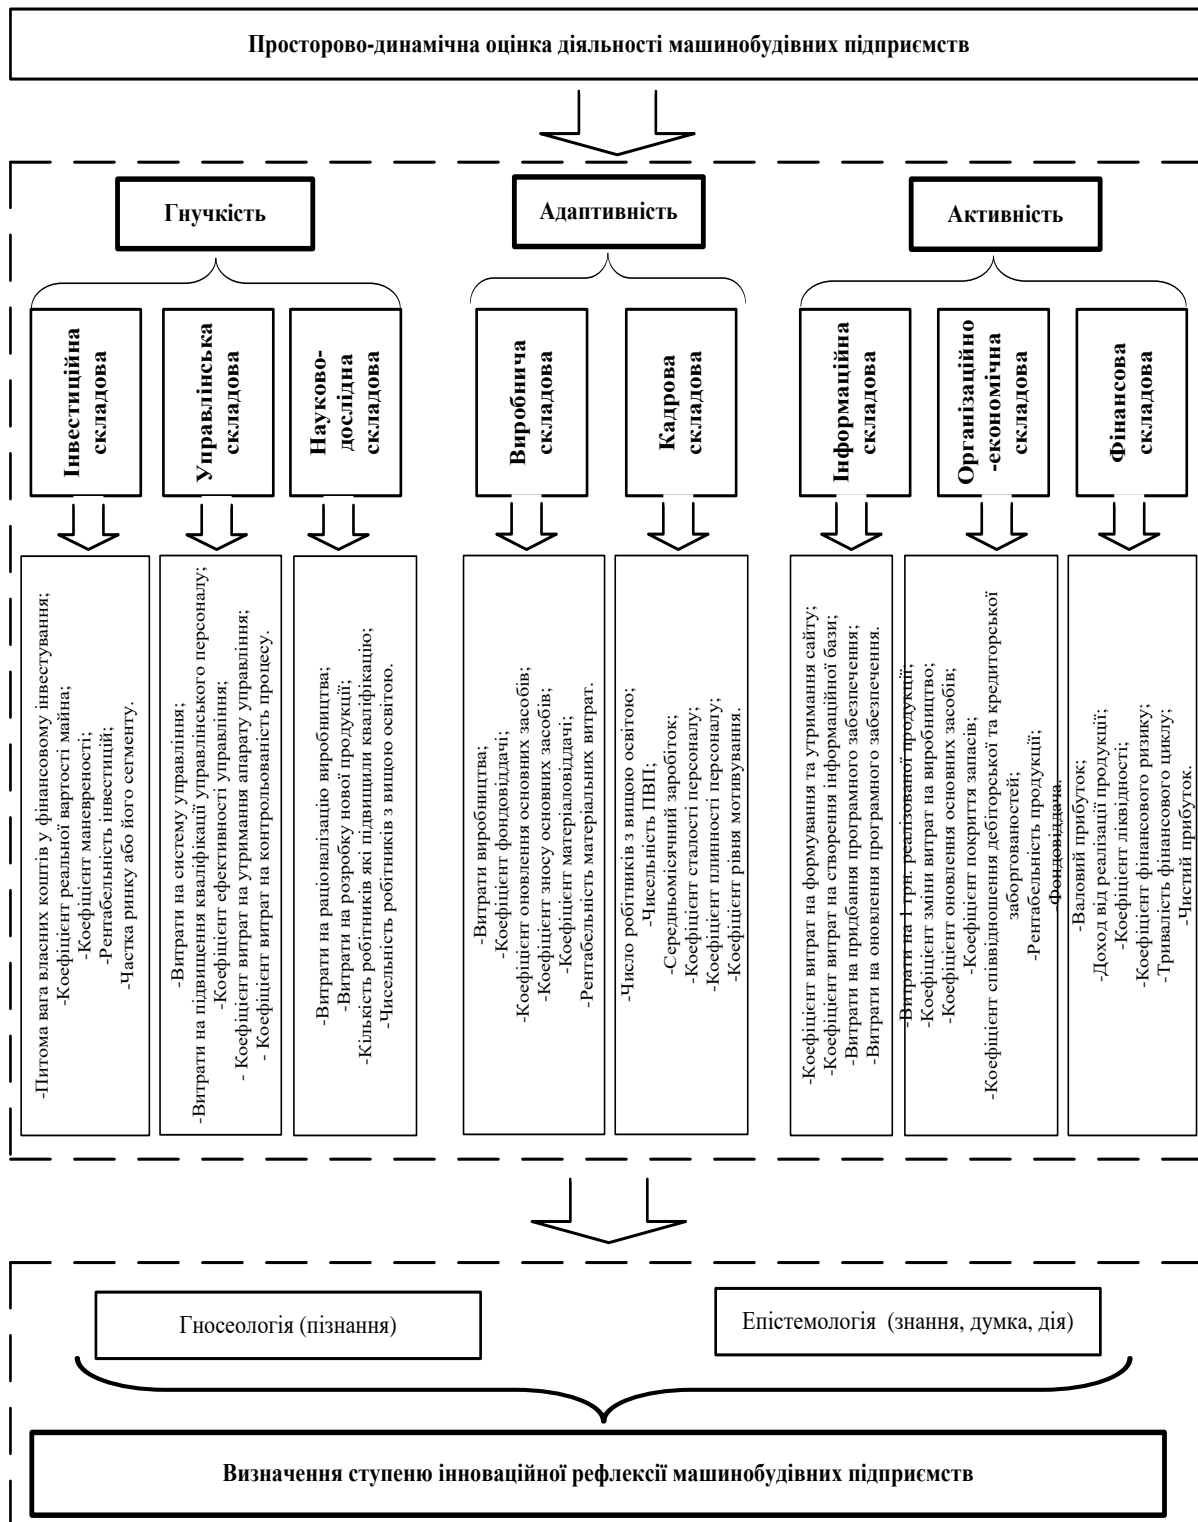 Просторово-динамічна оцінка діяльності машинобудівних підприємств
Гнучкість
Адаптивність
Активність
Інвестиційна
складова
Управлінська
складова
Науково-
дослідна
складова
Виробнича
складова
Кадрова
складова
Інформаційна
складова
Організаційно
-економічна
складова
Фінансова
складова
-Питома вага власних коштів у фінансовому інвестування;
-Коефіцієнт реальної вартості майна;
-Коефіцієнт маневреності;
-Рентабельність інвестицій;
-Частка ринку або його сегменту.
-Витрати на систему управління;
-Витрати на підвищення кваліфікації управлінського персоналу;
-Коефіцієнт ефективності управління;
- Коефіцієнт витрат на утримання апарату управління;
- Коефіцієнт витрат на контрольованість процесу.
-Витрати на раціоналізацію виробництва;
-Витрати на розробку нової продукції;
-Кількість робітників які підвищили кваліфікацію;
-Чисельність робітників з вищою освітою.
-Витрати виробництва;
-Коефіцієнт фондовіддачі;
-Коефіцієнт оновлення основних засобів;
-Коефіцієнт зносу основних засобів;
-Коефіцієнт матеріаловіддачі;
-Рентабельність матеріальних витрат.
-Число робітників з вищою освітою;
-Чисельність ПВП;
-Середньомісячний заробіток;
-Коефіцієнт сталості персоналу;
-Коефіцієнт плинності персоналу;
-Коефіцієнт рівня мотивування.
-Коефіцієнт витрат на формування та утримання сайту;
-Коефіцієнт витрат на створення інформаційної бази;
-Витрати на придбання програмного забезпечення;
-Витрати на оновлення програмного забезпечення.
-Витрати на 1 грн. реалізованої продукції;
-Коефіцієнт зміни витрат на виробництво;
-Коефіцієнт оновлення основних засобів;
-Коефіцієнт покриття запасів;
-Коефіцієнт співвідношення дебіторської та кредиторської
заборгованостей;
-Рентабельність продукції;
-Фондовіддача.
-Валовий прибуток;
-Доход від реалізації продукції;
-Коефіцієнт ліквідності;
-Коефіцієнт фінансового ризику;
-Тривалість фінансового циклу;
-Чистий прибуток.
Гносеологія (пізнання)
Епістемологія (знання, думка, дія)
Визначення ступеню інноваційної рефлексії машинобудівних підприємств